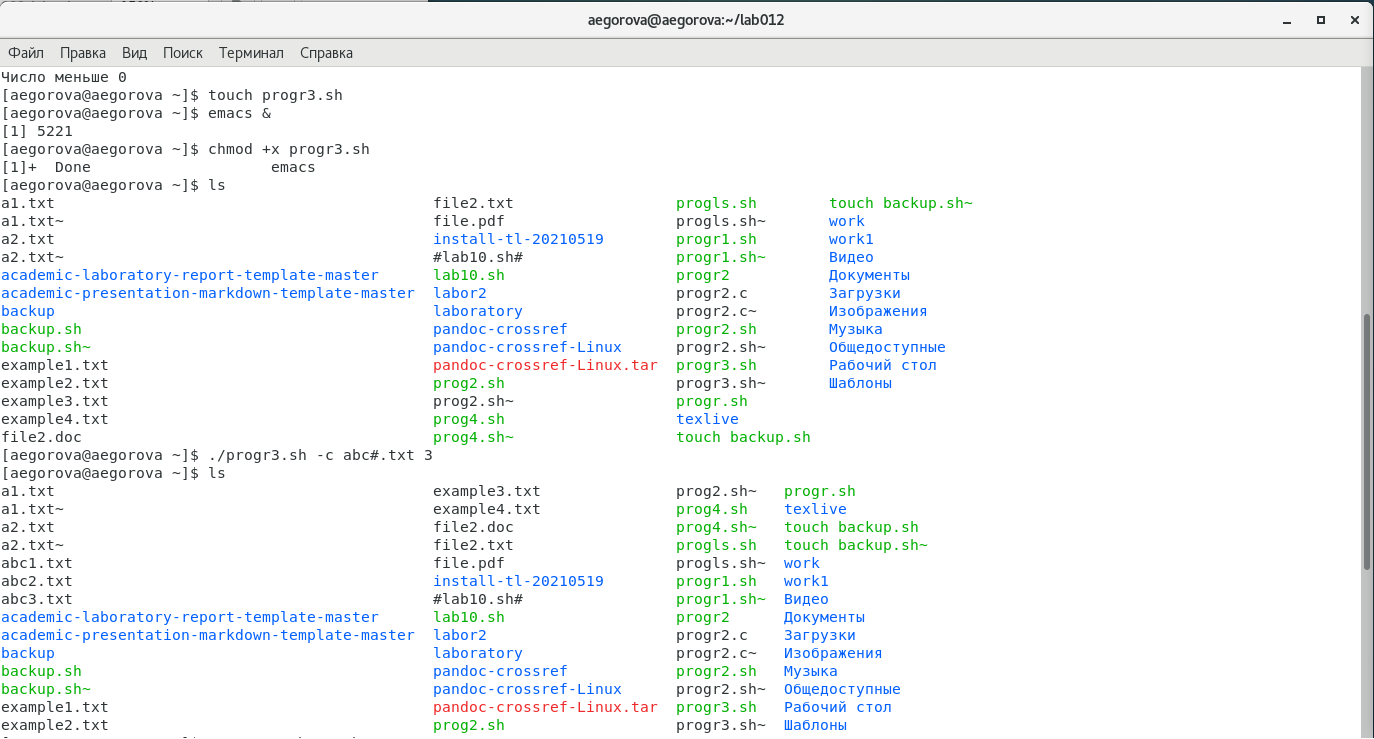 aegorova@aegorova:~/lab012
Файл Правка Вид Поиск Терминал Справка
Число меньше 0
[aegorova@aegorova ~]$ touch progr3.sh
[aegorova@aegorova ~]$ emacs &
[1] 5221
[aegorova@aegorova ~]$ chmod +x progr3.sh
[1]+  Done                    emacs
[aegorova@aegorova ~]$ ls
a1.txt file2.txt progls.sh touch backup.sh~
a1.txt~ file.pdf progls.sh~ work
a2.txt install-tl-20210519 progr1.sh work1
a2.txt~ #lab10.sh# progr1.sh~ Видео
academic-laboratory-report-template-master lab10.sh progr2 Документы
academic-presentation-markdown-template-master labor2 progr2.c Загрузки
backup laboratory progr2.c~ Изображения
backup.sh pandoc-crossref progr2.sh Музыка
backup.sh~ pandoc-crossref-Linux progr2.sh~ Общедоступные
example1.txt pandoc-crossref-Linux.tar progr3.sh Рабочий стол
example2.txt prog2.sh progr3.sh~ Шаблоны
example3.txt prog2.sh~ progr.sh
example4.txt prog4.sh texlive
file2.doc prog4.sh~ touch backup.sh
[aegorova@aegorova ~]$ ./progr3.sh -c abc#.txt 3
[aegorova@aegorova ~]$ ls
a1.txt example3.txt prog2.sh~ progr.sh
a1.txt~ example4.txt prog4.sh texlive
a2.txt file2.doc prog4.sh~ touch backup.sh
a2.txt~ file2.txt progls.sh touch backup.sh~
abc1.txt file.pdf progls.sh~ work
abc2.txt install-tl-20210519 progr1.sh work1
abc3.txt #lab10.sh# progr1.sh~ Видео
academic-laboratory-report-template-master lab10.sh progr2 Документы
academic-presentation-markdown-template-master labor2 progr2.c Загрузки
backup laboratory progr2.c~ Изображения
backup.sh pandoc-crossref progr2.sh Музыка
backup.sh~ pandoc-crossref-Linux progr2.sh~ Общедоступные
example1.txt pandoc-crossref-Linux.tar progr3.sh Рабочий стол
example2.txt prog2.sh progr3.sh~ Шаблоны